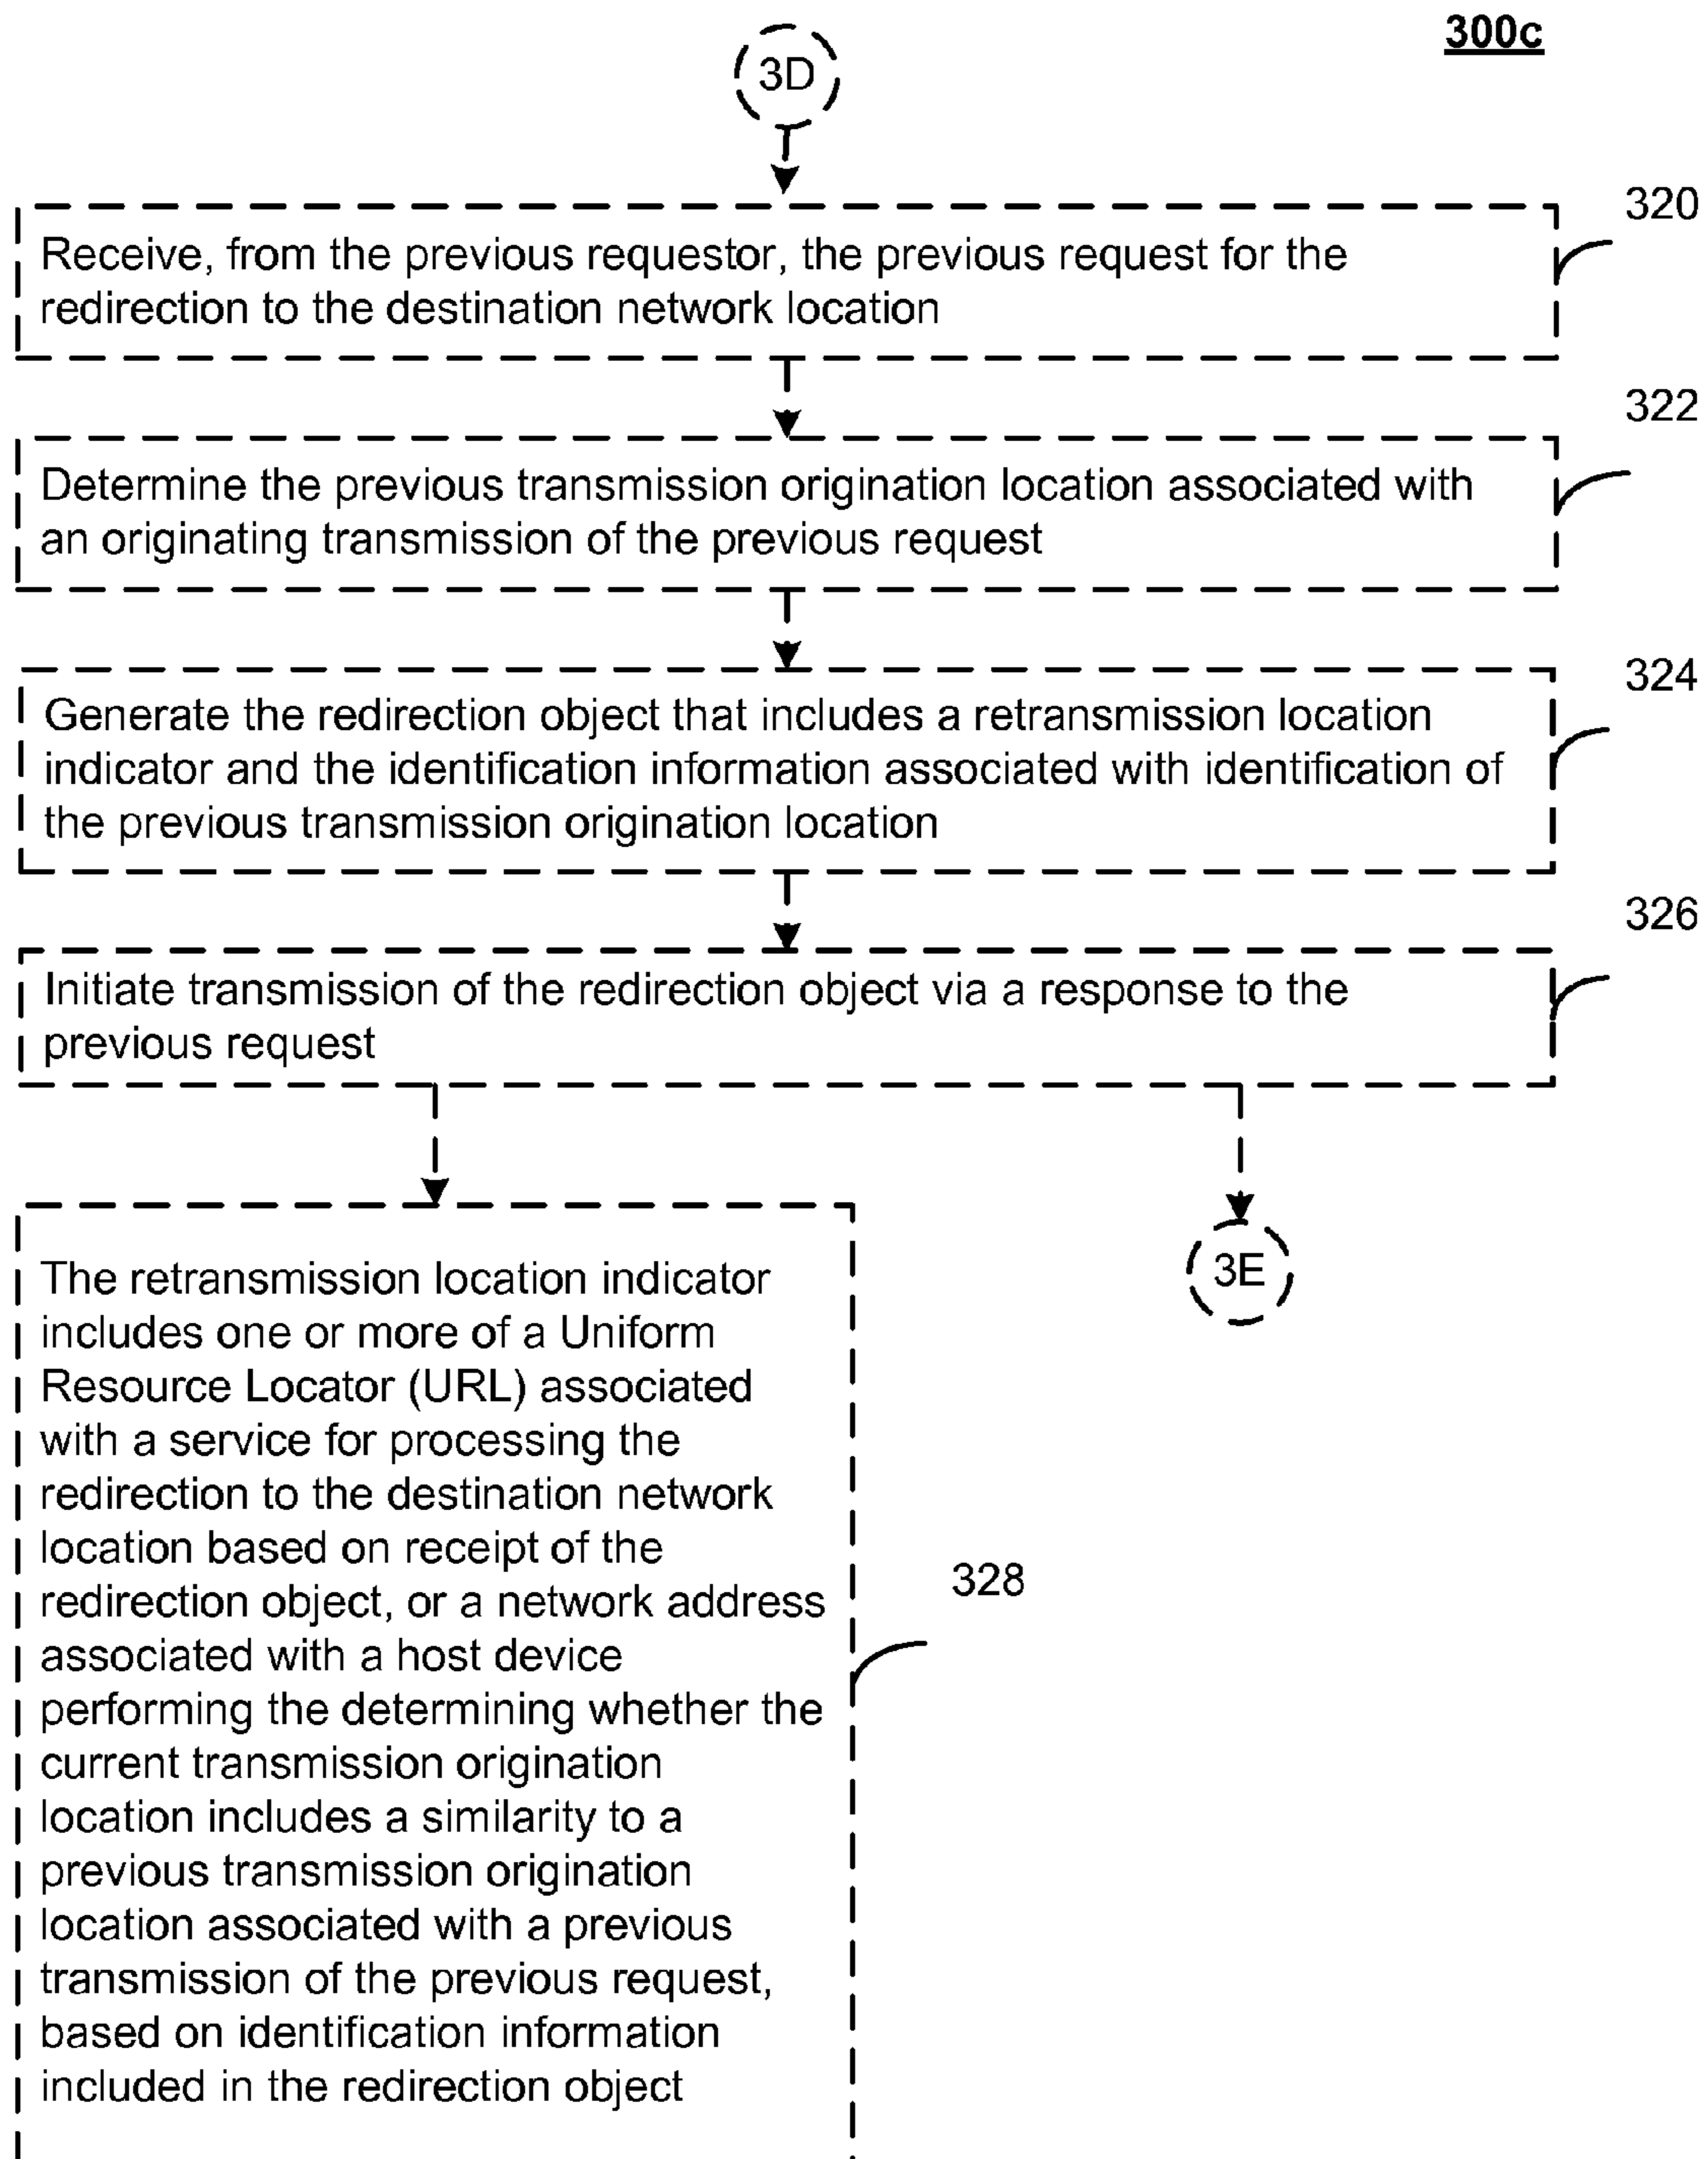 300c
3D
320
Receive, from the previous requestor, the previous request for the
redirection to the destination network location
322
Determine the previous transmission origination location associated with
an originating transmission of the previous request
324
Generate the redirection object that includes a retransmission location
indicator and the identification information associated with identification of
the previous transmission origination location
326
Initiate transmission of the redirection object via a response to the
previous request
The retransmission location indicator
includes one or more of a Uniform
Resource Locator (URL) associated
with a service for processing the
redirection to the destination network
location based on receipt of the
redirection object, or a network address
associated with a host device
performing the determining whether the
current transmission origination
location includes a similarity to a
previous transmission origination
location associated with a previous
transmission of the previous request,
based on identification information
included in the redirection object
328
3E